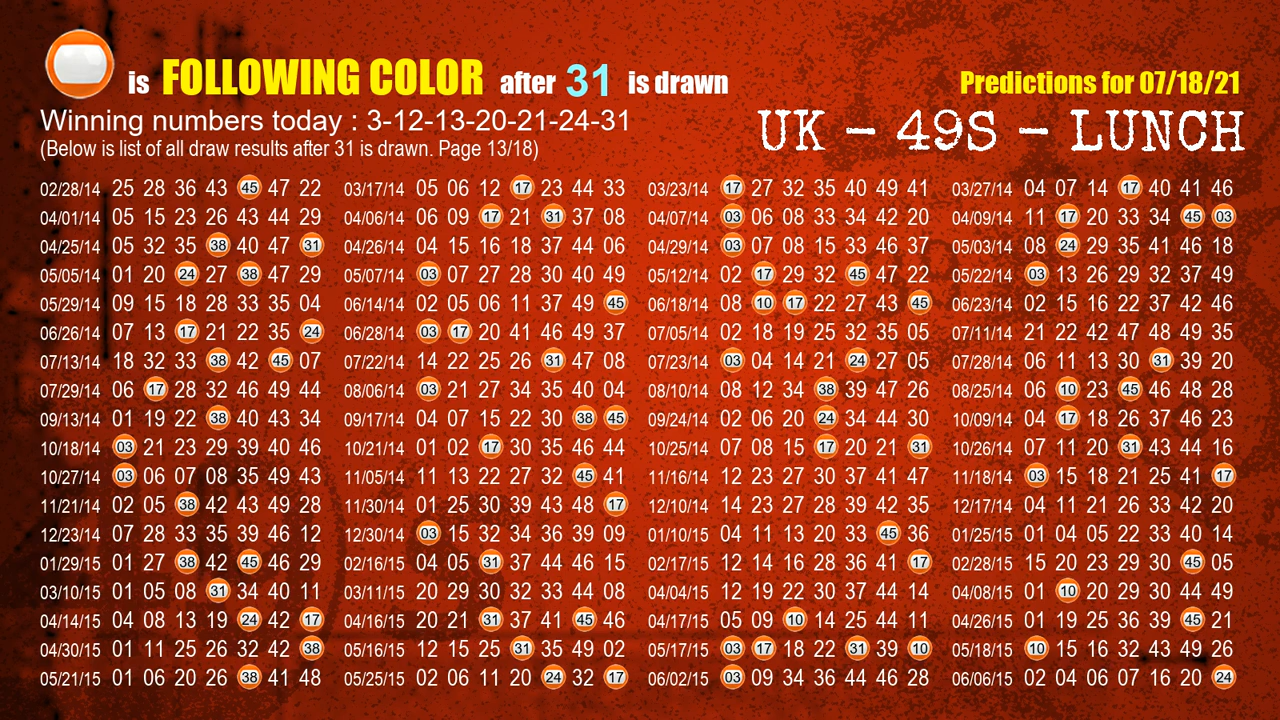 is FOLLOWING COLOR after 31 is drawn
Predictions for 07/18/21
Winning numbers today : 3-12-13-20-21-24-31
UK - 49S - LUNCH
(Below is list of all draw results after 31 is drawn. Page 13/18)
02/28/14 25 28 36 43 45 47 22 03/17/14 05 06 12 17 23 44 33 03/23/14 17 27 32 35 40 49 41 03/27/14 04 07 14 17 40 41 46
04/01/14 05 15 23 26 43 44 29 04/06/14 06 09 17 21 31 37 08 04/07/14 03 06 08 33 34 42 20 04/09/14 11 17 20 33 34 45 03
04/25/14 05 32 35 38 40 47 31 04/26/14 04 15 16 18 37 44 06 04/29/14 03 07 08 15 33 46 37 05/03/14 08 24 29 35 41 46 18
05/05/14 01 20 24 27 38 47 29 05/07/14 03 07 27 28 30 40 49 05/12/14 02 17 29 32 45 47 22 05/22/14 03 13 26 29 32 37 49
05/29/14 09 15 18 28 33 35 04 06/14/14 02 05 06 11 37 49 45 06/18/14 08 10 17 22 27 43 45 06/23/14 02 15 16 22 37 42 46
06/26/14 07 13 17 21 22 35 24 06/28/14 03 17 20 41 46 49 37 07/05/14 02 18 19 25 32 35 05 07/11/14 21 22 42 47 48 49 35
07/13/14 18 32 33 38 42 45 07 07/22/14 14 22 25 26 31 47 08 07/23/14 03 04 14 21 24 27 05 07/28/14 06 11 13 30 31 39 20
07/29/14 06 17 28 32 46 49 44 08/06/14 03 21 27 34 35 40 04 08/10/14 08 12 34 38 39 47 26 08/25/14 06 10 23 45 46 48 28
09/13/14 01 19 22 38 40 43 34 09/17/14 04 07 15 22 30 38 45 09/24/14 02 06 20 24 34 44 30 10/09/14 04 17 18 26 37 46 23
10/18/14 03 21 23 29 39 40 46 10/21/14 01 02 17 30 35 46 44 10/25/14 07 08 15 17 20 21 31 10/26/14 07 11 20 31 43 44 16
10/27/14 03 06 07 08 35 49 43 11/05/14 11 13 22 27 32 45 41 11/16/14 12 23 27 30 37 41 47 11/18/14 03 15 18 21 25 41 17
11/21/14 02 05 38 42 43 49 28 11/30/14 01 25 30 39 43 48 17 12/10/14 14 23 27 28 39 42 35 12/17/14 04 11 21 26 33 42 20
12/23/14 07 28 33 35 39 46 12 12/30/14 03 15 32 34 36 39 09 01/10/15 04 11 13 20 33 45 36 01/25/15 01 04 05 22 33 40 14
01/29/15 01 27 38 42 45 46 29 02/16/15 04 05 31 37 44 46 15 02/17/15 12 14 28 36 41 17 02/28/15 15 20 23 29 30 45 05
03/10/15 01 05 08 31 34 40 11 03/11/15 20 29 30 32 33 44 08 04/04/15 12 19 22 30 37 44 14 04/08/15 01 10 20 30 44 49
04/14/15 04 08 13 19 24 42 17 04/16/15 20 21 31 37 41 45 46 04/17/15 05 09 10 25 44 11 04/26/15 01 19 25 36 39 45 21
04/30/15 01 11 25 26 32 42 38 05/16/15 12 15 25 31 35 49 02 05/17/15 03 17 18 22 31 39 10 05/18/15 10 15 16 32 43 49 26
05/21/15 01 06 20 26 38 41 48 05/25/15 02 06 11 20 24 32 17 06/02/15 03 09 34 36 44 46 28 06/06/15 02 04 06 07 16 20 24